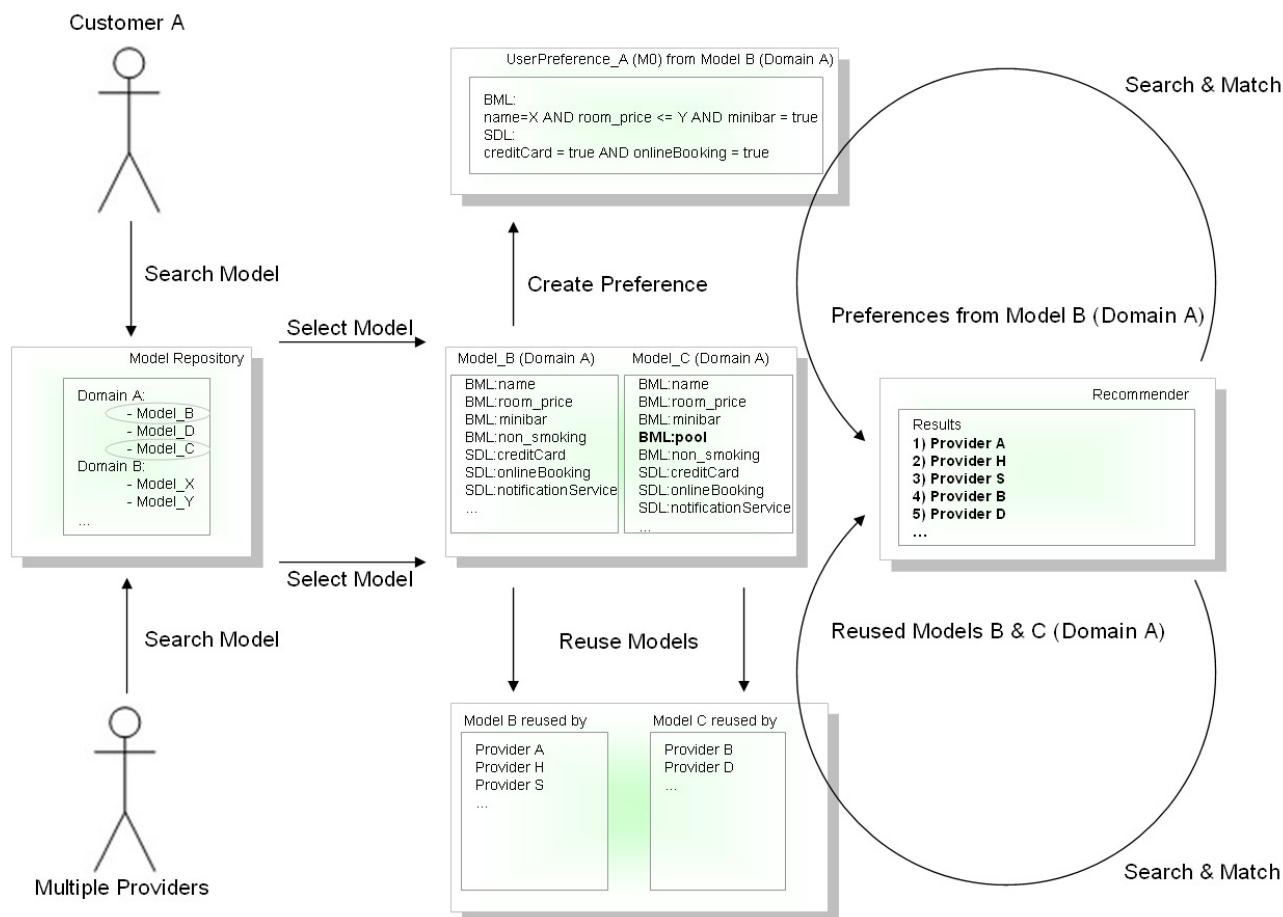 Customer A
UserPreference_A (M0) from Model B (Domain A)
BML:
name=X AND room_price <= Y AND minibar = true
SDL:
creditCard = true AND onlineBooking = true
Search & Match
Search Model
Create Preference
Select Model
Preferences from Model B (Domain A)
Model Repository
Domain A:
- Model_B
- Model_D
- Model_C
Domain B:
- Model_X
- Model_Y
...
Model_B (Domain A)
BML:name
BML:room_price
BML:minibar
BML:non_smoking
SDL:creditCard
SDL:onlineBooking
SDL:notificationService
...
Model_C (Domain A)
BML:name
BML:room_price
BML:minibar
BML:pool
BML:non_smoking
SDL:creditCard
SDL:onlineBooking
SDL:notificationService
...
Recommender
Results
1) Provider A
2) Provider H
3) Provider S
4) Provider B
5) Provider D
...
Select Model
Search Model
Reuse Models
Reused Models B & C (Domain A)
Model B reused by
Provider A
Provider H
Provider S
...
Model C reused by
Provider B
Provider D
...
Multiple Providers
Search & Match